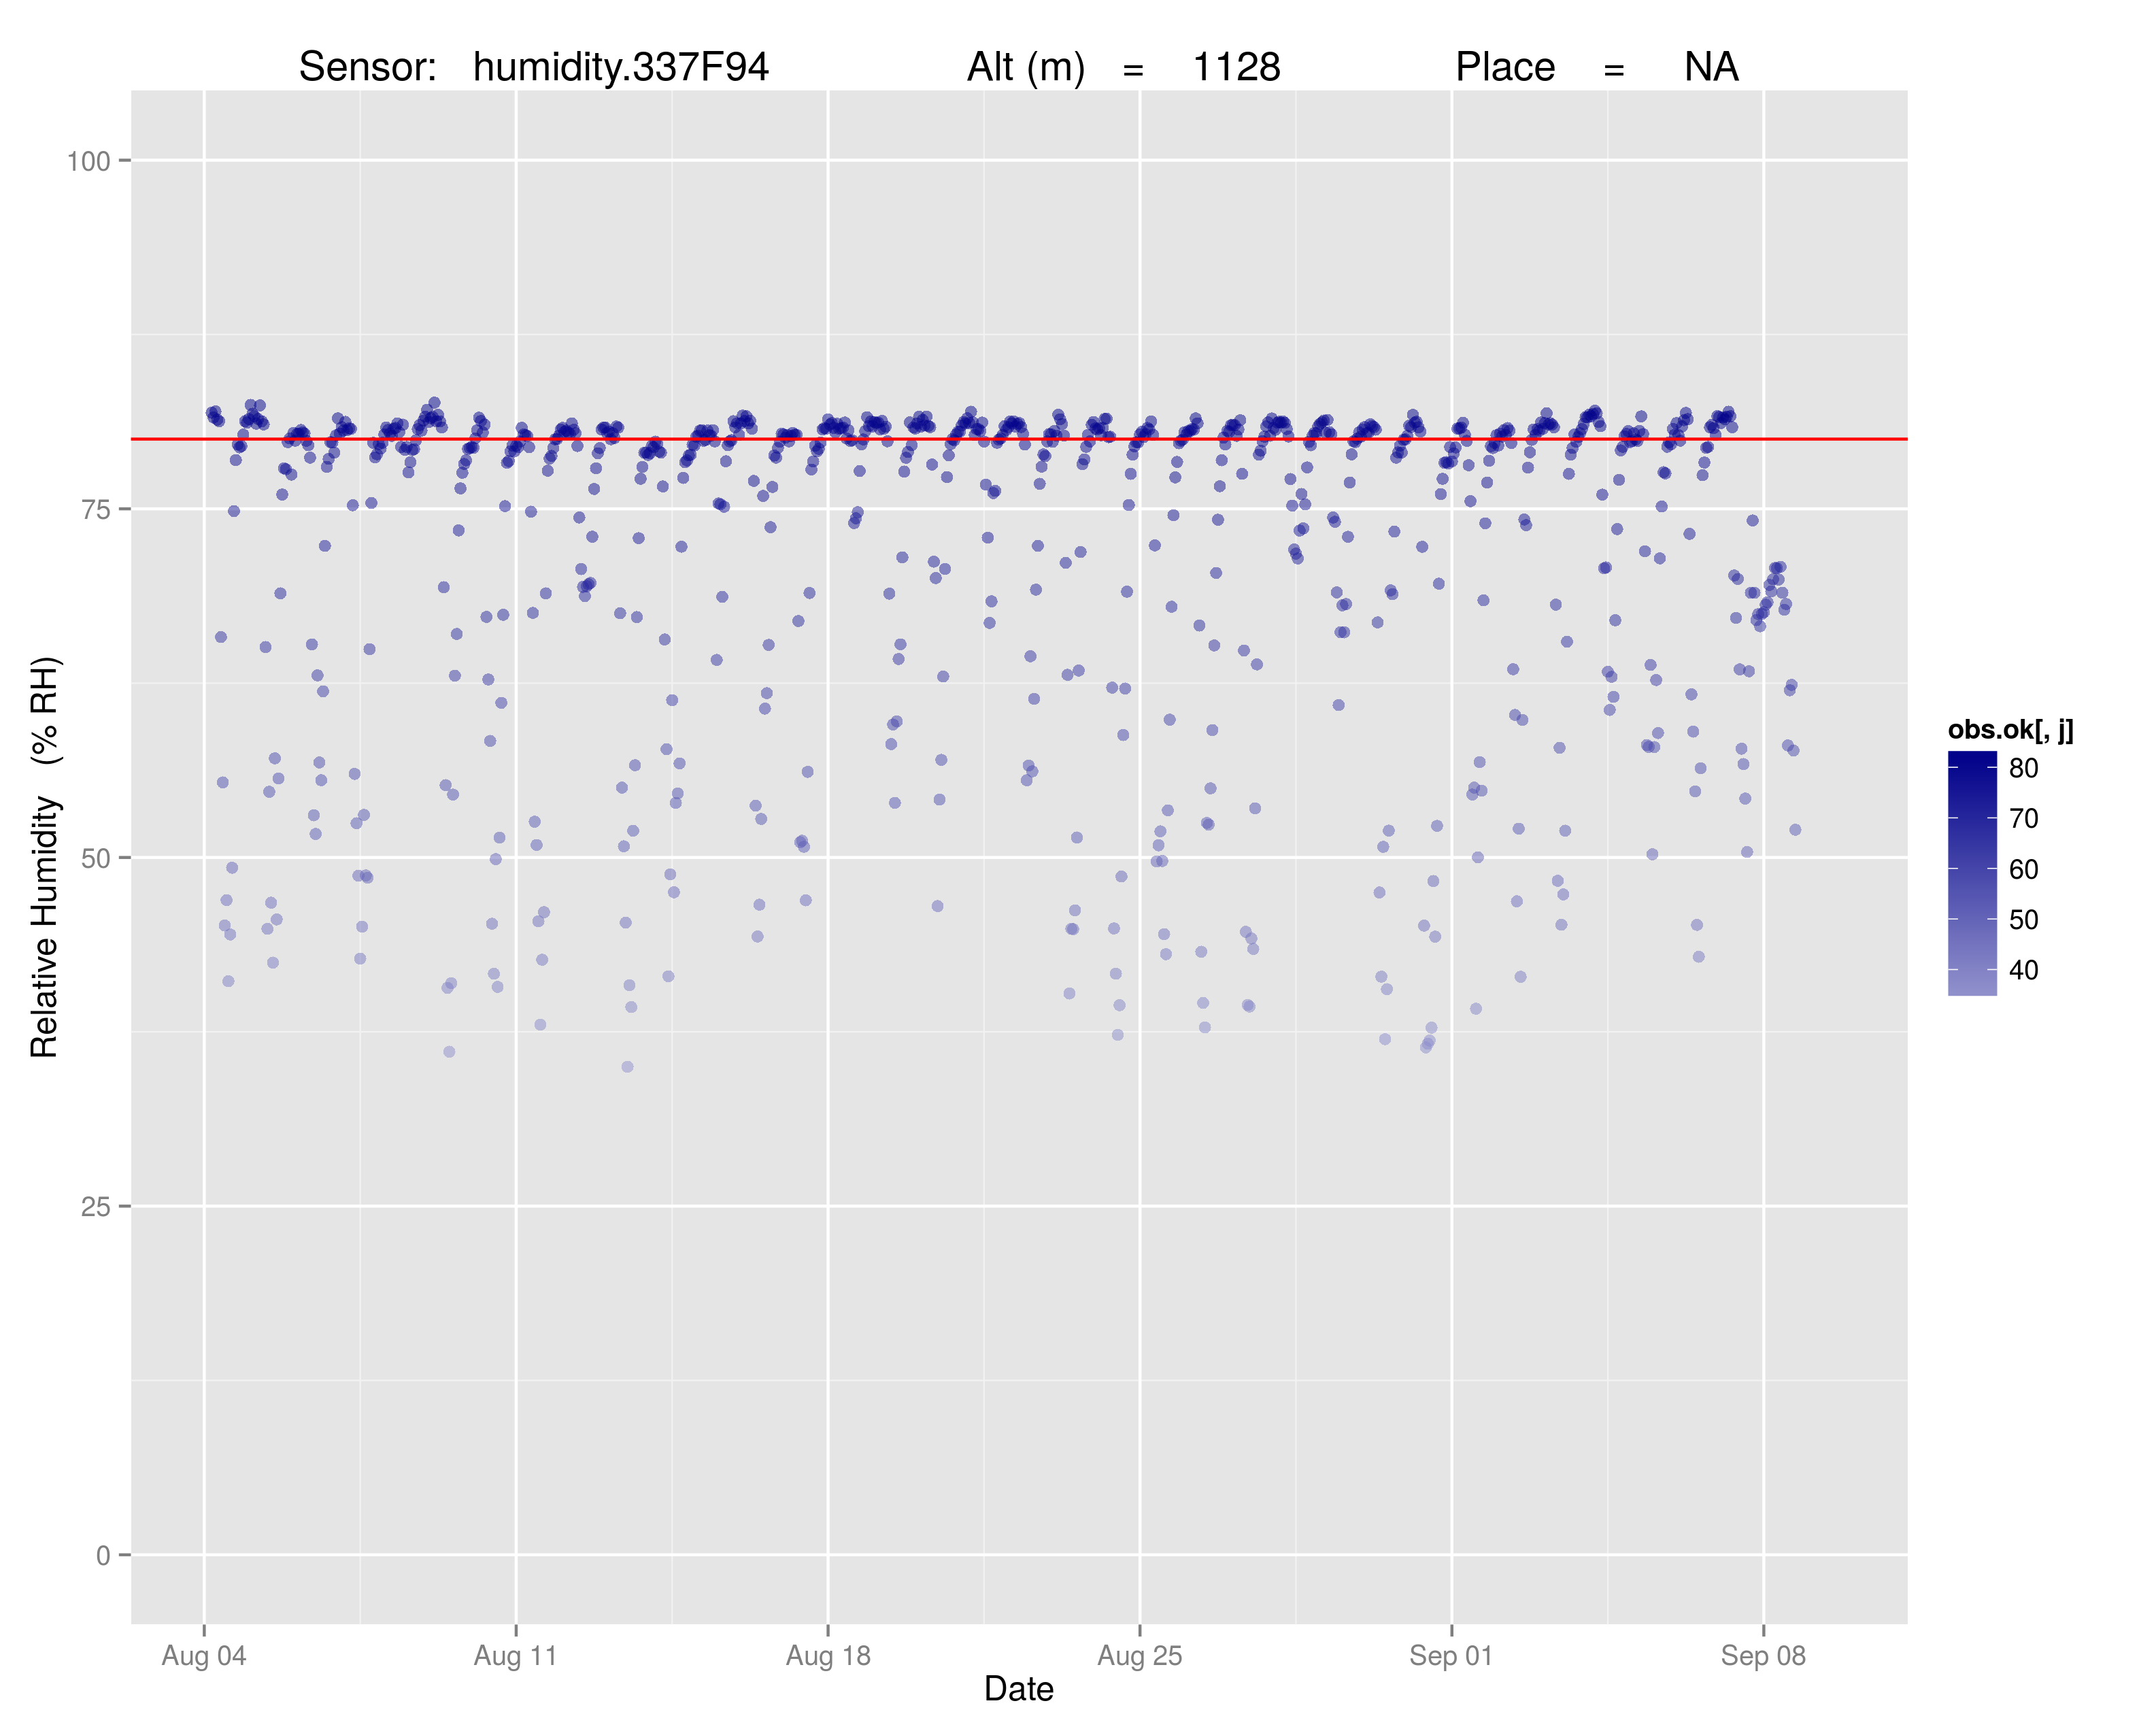 Sensor: humidity.337F94 Alt (m) = 1128 Place = NA
Relative Humidity (% RH)
100
75
50
25
0
Aug 04 Aug 11 Aug 18 Aug 25 Sep 01 Sep 08
Date
obs.ok[, j]
80
70
60
50
40